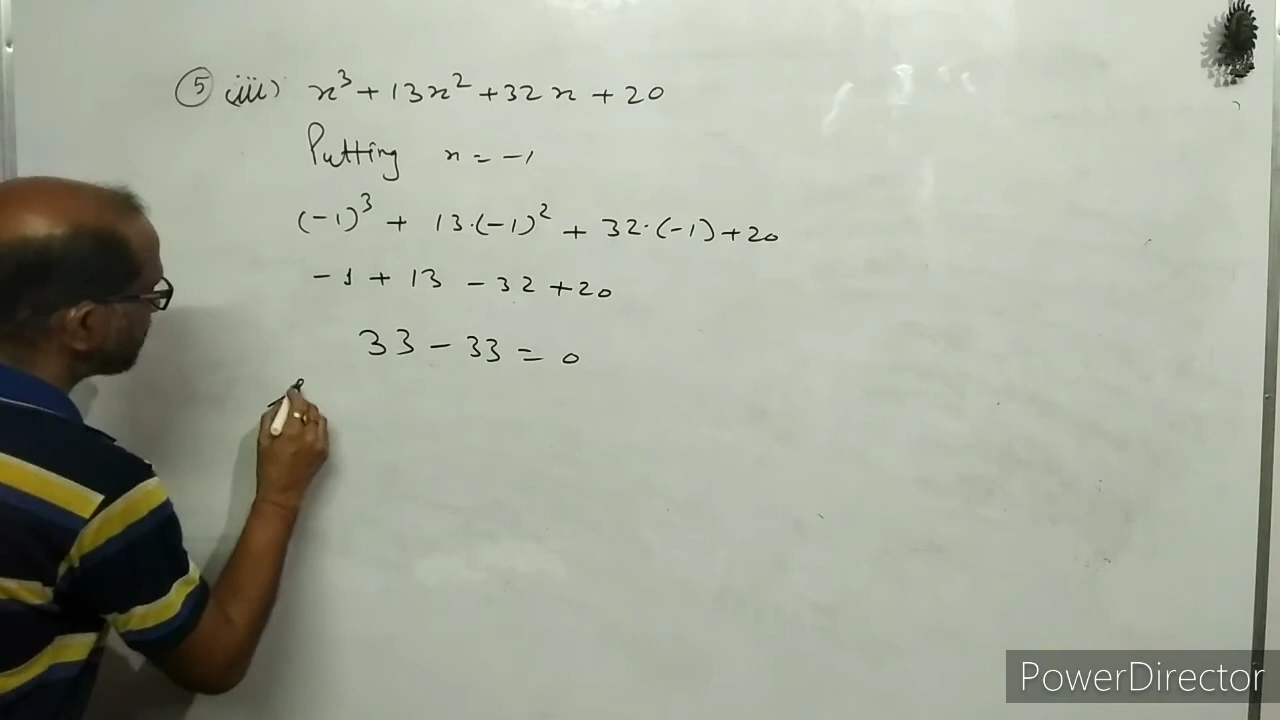 ⑤ (iii) x³ + 13x² + 32x + 20
Putting x = -1
(-1)³ + 13·(-1)² + 32·(-1) + 20
-1 + 13 - 32 + 20
33 - 33 = 0
PowerDirector